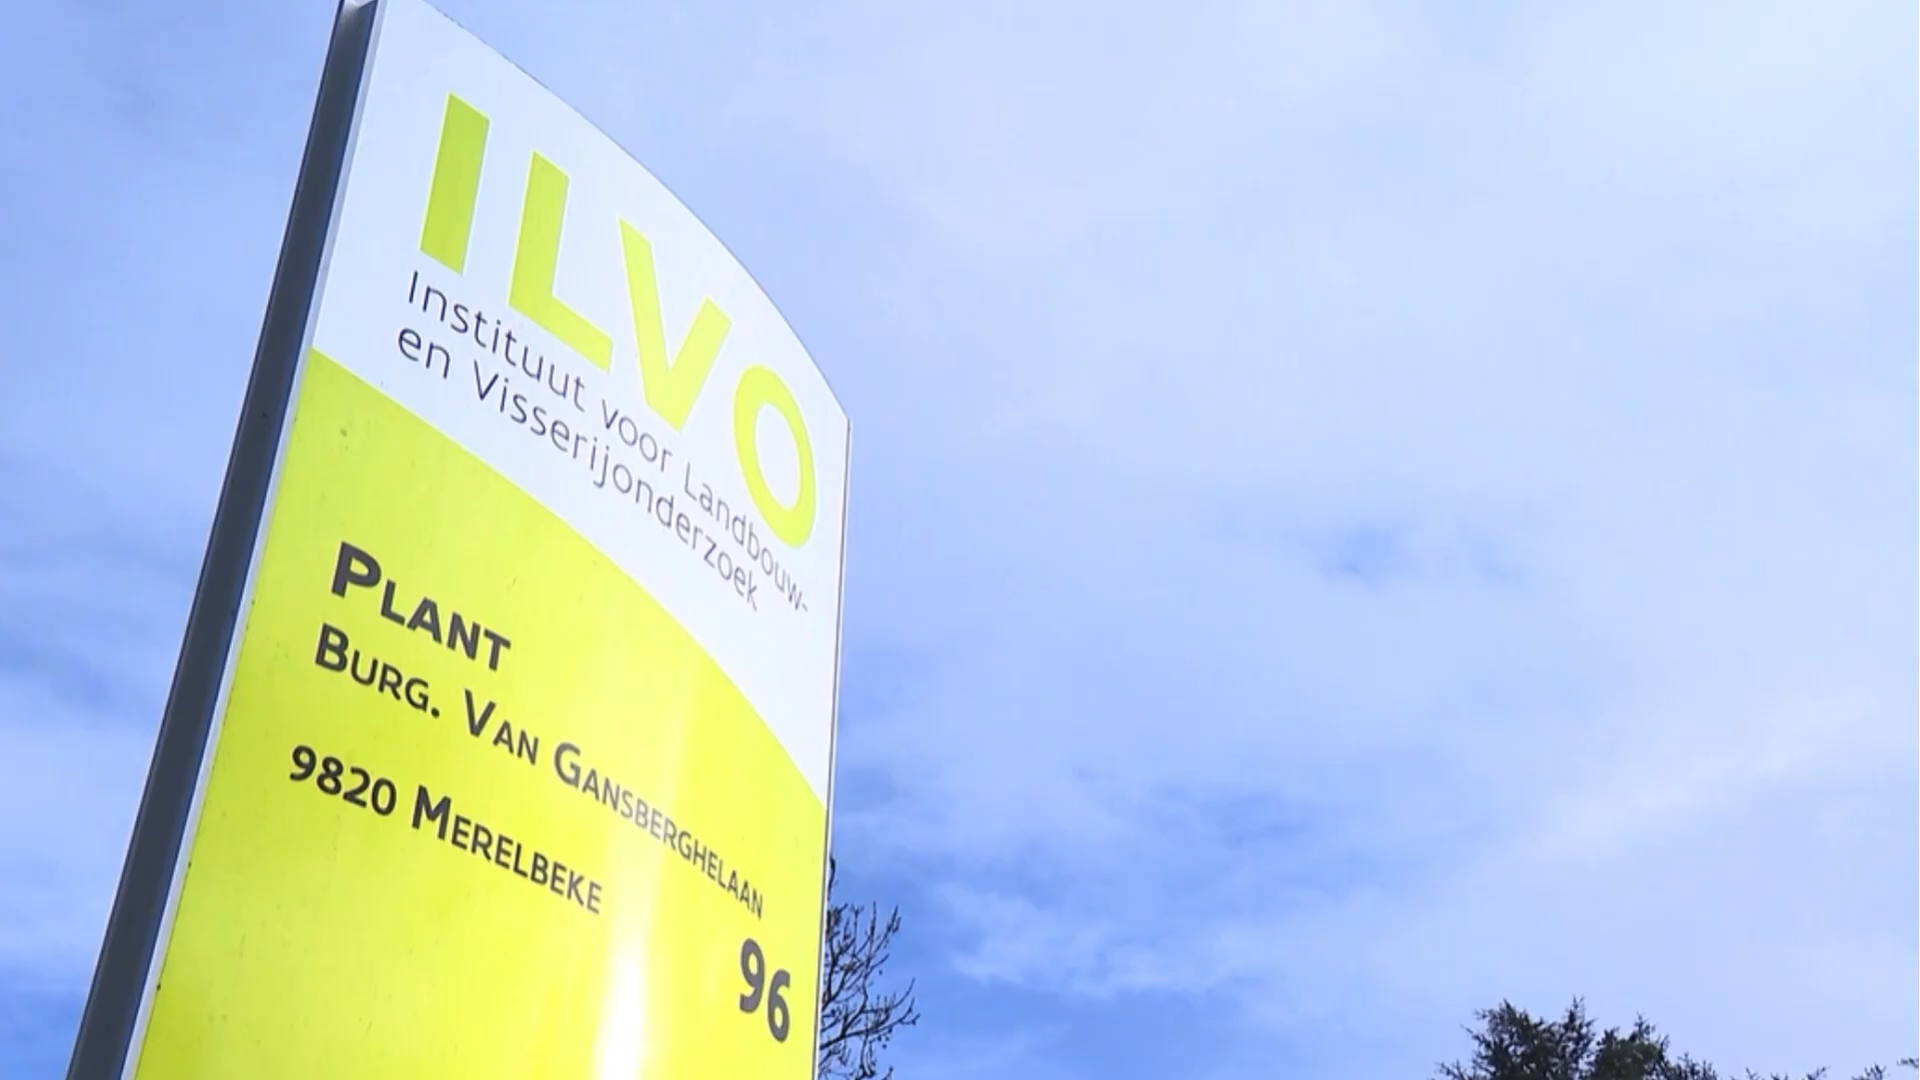 ILVO
Instituut voor Landbouw-
en Visserijonderzoek
PLANT
BURG. VAN GANSBERGHELAAN
96
9820 MERELBEKE